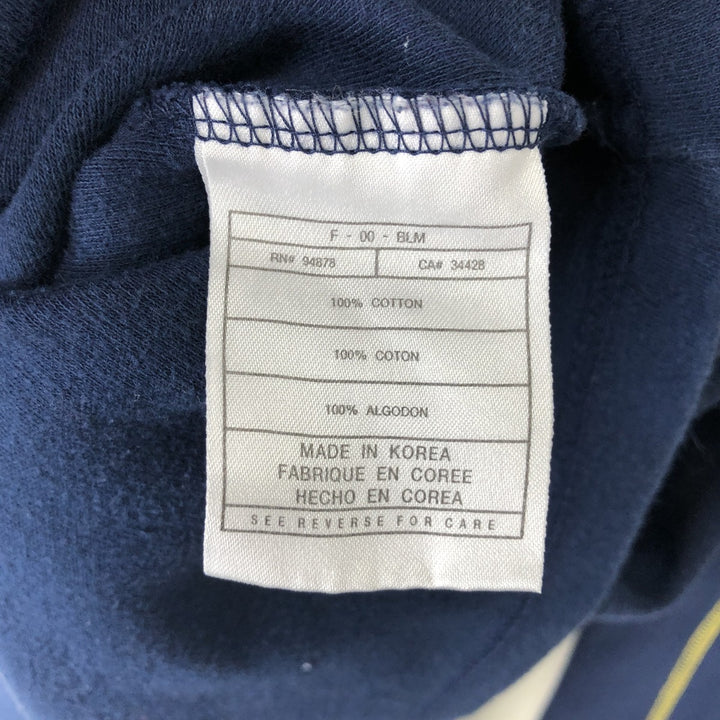 F - 00 - BLM
RN# 94878 CA# 34428
100% COTTON
100% COTON
100% ALGODON
MADE IN KOREA
FABRIQUE EN COREE
HECHO EN COREA
SEE REVERSE FOR CARE